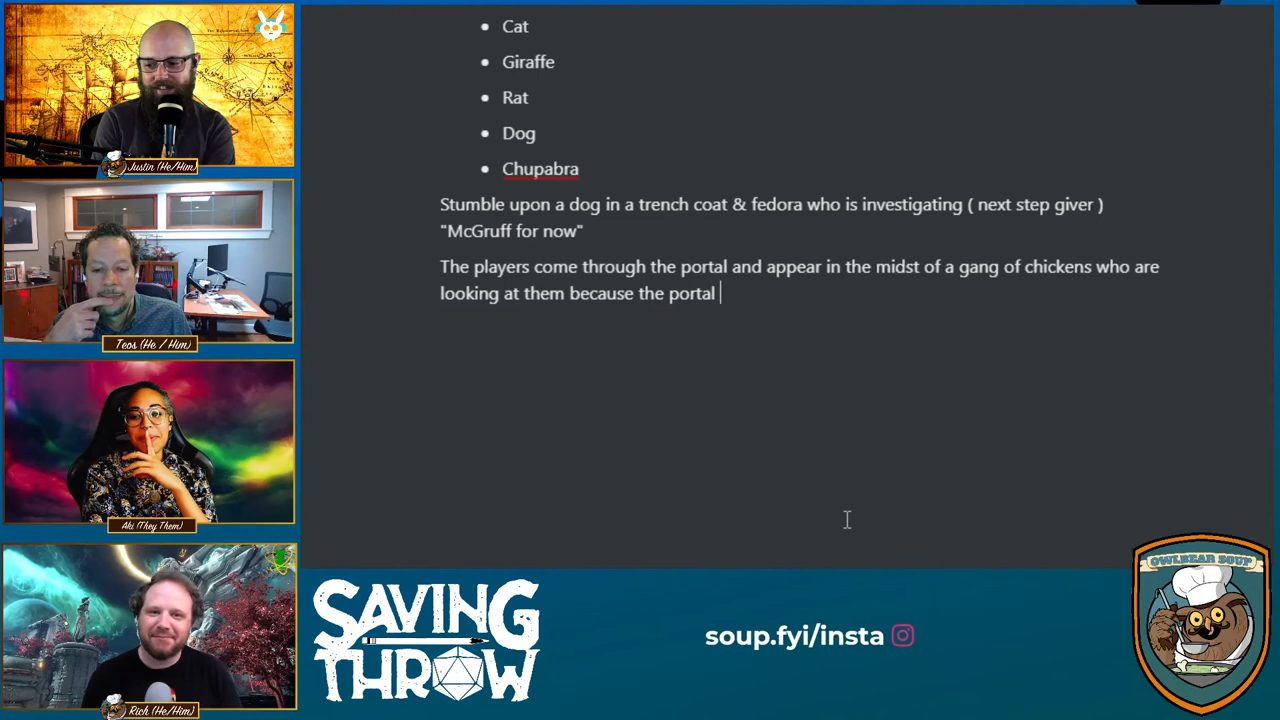 Justin (He/Him)
Teos (He / Him)
Aki (They Them)
Rich (He/Him)
Cat
Giraffe
Rat
Dog
Chupabra
Stumble upon a dog in a trench coat & fedora who is investigating ( next step giver )
"McGruff for now"
The players come through the portal and appear in the midst of a gang of chickens who are
looking at them because the portal
SAVING
THROW
soup.fyi/insta
OWLBEAR SOUP